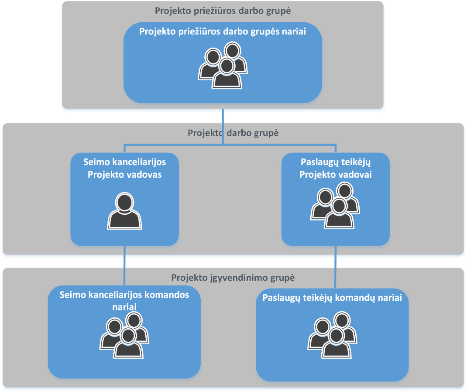 Projekto priežiūros darbo grupė
Projekto priežiūros darbo grupės nariai
Projekto darbo grupė
Seimo kanceliarijos
Projekto vadovas
Paslaugų teikėjų
Projekto vadovai
Projekto įgyvendinimo grupė
Seimo kanceliarijos komandos
nariai
Paslaugų teikėjų komandų nariai